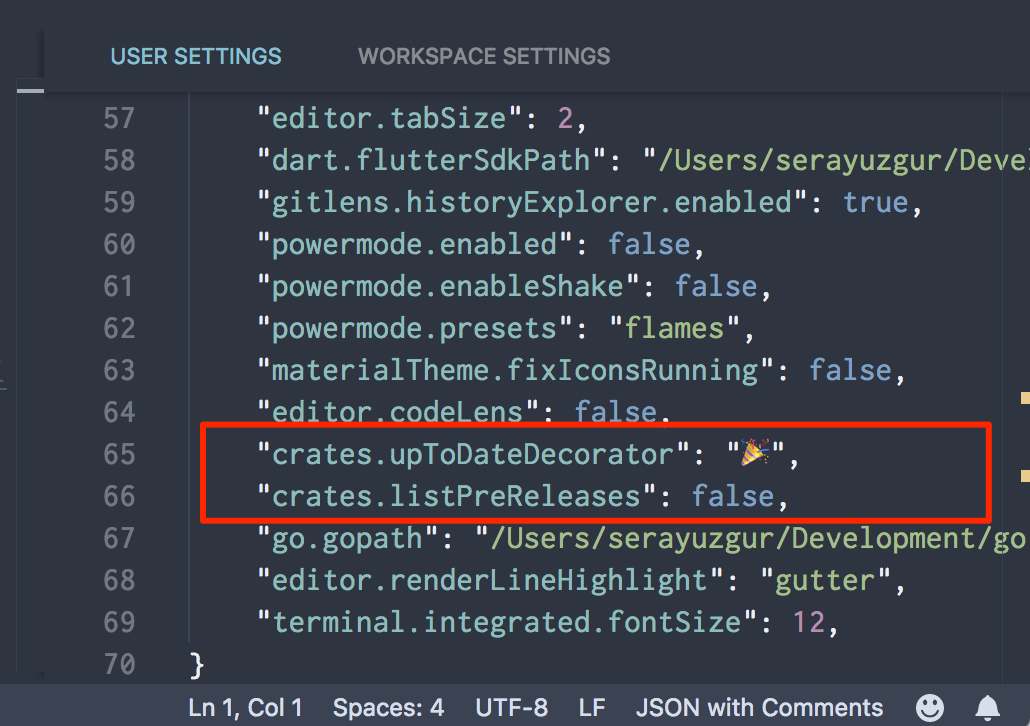 USER SETTINGS WORKSPACE SETTINGS
57 "editor.tabSize": 2,
58 "dart.flutterSdkPath": "/Users/serayuzgur/Deve
59 "gitlens.historyExplorer.enabled": true,
60 "powermode.enabled": false,
61 "powermode.enableShake": false,
62 "powermode.presets": "flames",
63 "materialTheme.fixIconsRunning": false,
64 "editor.codeLens": false,
65 "crates.upToDateDecorator": "🎉",
66 "crates.listPreReleases": false,
67 "go.gopath": "/Users/serayuzgur/Development/go
68 "editor.renderLineHighlight": "gutter",
69 "terminal.integrated.fontSize": 12,
70 }
Ln 1, Col 1 Spaces: 4 UTF-8 LF JSON with Comments